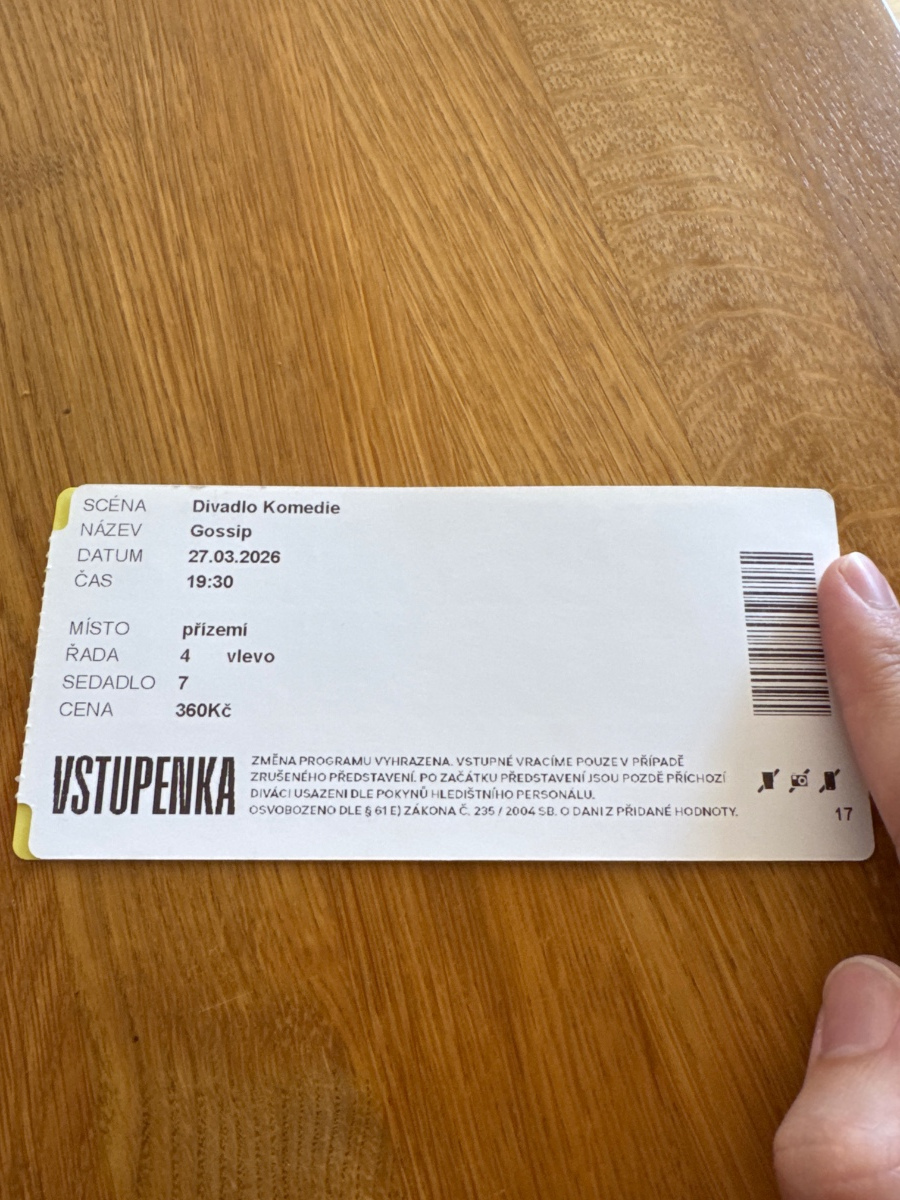 SCÉNA Divadlo Komedie
NÁZEV Gossip
DATUM 27.03.2026
ČAS 19:30
MÍSTO přízemí
ŘADA 4 vlevo
SEDADLO 7
CENA 360Kč
VSTUPENKA
ZMĚNA PROGRAMU VYHRAZENA. VSTUPNÉ VRACÍME POUZE V PŘÍPADĚ
ZRUŠENÉHO PŘEDSTAVENÍ. PO ZAČÁTKU PŘEDSTAVENÍ JSOU POZDĚ PŘÍCHOZÍ
DIVÁCI USAZENI DLE POKYNŮ HLEDIŠTNÍHO PERSONÁLU.
OSVOBOZENO DLE § 61 E) ZÁKONA Č. 235 / 2004 SB. O DANI Z PŘIDANÉ HODNOTY.
17